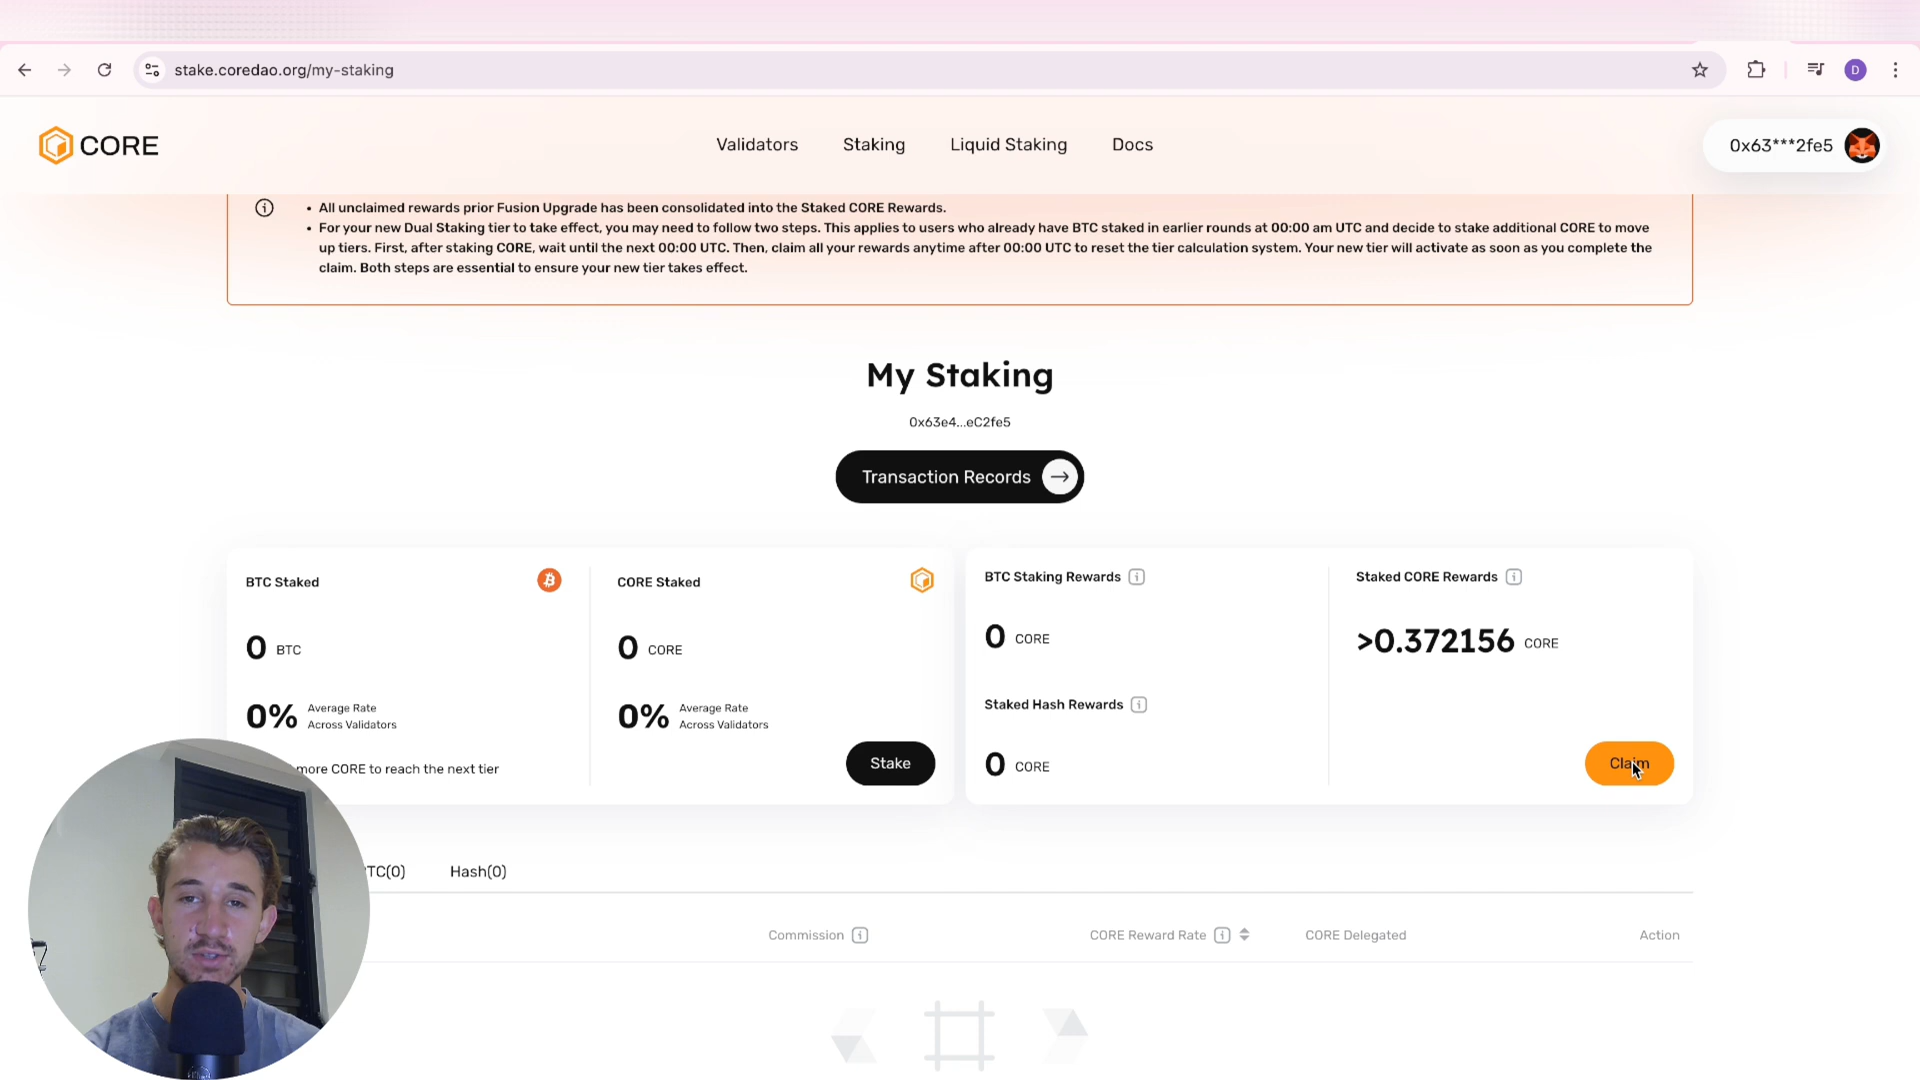 stake.coredao.org/my-staking
D
CORE
Validators
Staking
Liquid Staking
Docs
0x63***2fe5
• All unclaimed rewards prior Fusion Upgrade has been consolidated into the Staked CORE Rewards.
• For your new Dual Staking tier to take effect, you may need to follow two steps. This applies to users who already have BTC staked in earlier rounds at 00:00 am UTC and decide to stake additional CORE to move
up tiers. First, after staking CORE, wait until the next 00:00 UTC. Then, claim all your rewards anytime after 00:00 UTC to reset the tier calculation system. Your new tier will activate as soon as you complete the
claim. Both steps are essential to ensure your new tier takes effect.
My Staking
0x63e4...eC2fe5
Transaction Records
BTC Staked
0 BTC
0% Average Rate
Across Validators
more CORE to reach the next tier
CORE Staked
0 CORE
0% Average Rate
Across Validators
Stake
BTC Staking Rewards
0 CORE
Staked Hash Rewards
0 CORE
Staked CORE Rewards
>0.372156 CORE
Claim
TC(0)
Hash(0)
Commission
CORE Reward Rate
CORE Delegated
Action